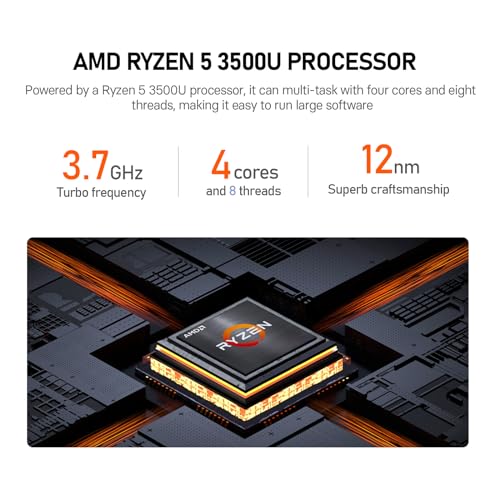 AMD RYZEN 5 3500U PROCESSOR
Powered by a Ryzen 5 3500U processor, it can multi-task with four cores and eight
threads, making it easy to run large software
3.7GHz
Turbo frequency
4 cores
and 8 threads
12nm
Superb craftsmanship
AMD
RYZEN